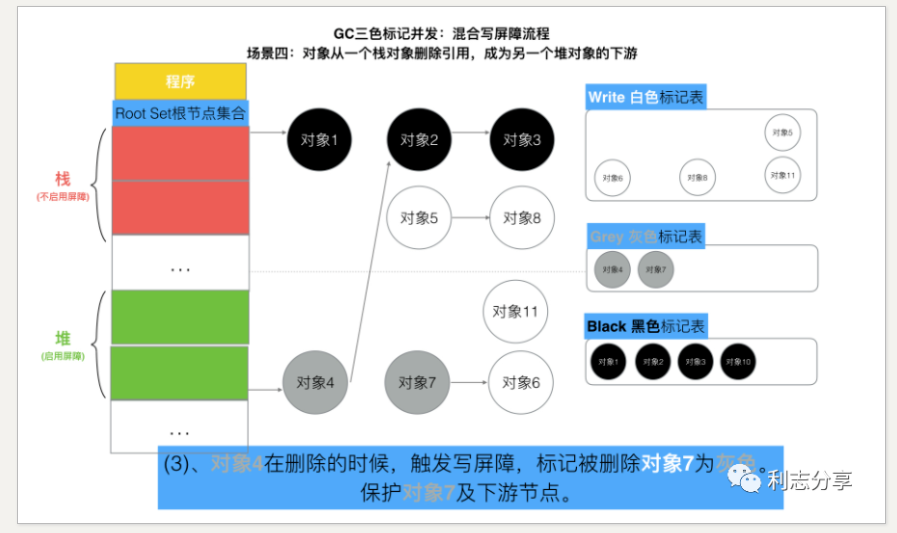 GC三色标记并发：混合写屏障流程
场景四：对象从一个栈对象删除引用，成为另一个堆对象的下游
程序
Root Set根节点集合
栈
(不启用屏障)
...
堆
(启用屏障)
...
对象1
对象2
对象3
对象5
对象8
对象11
对象4
对象7
对象6
Write 白色标记表
对象5
对象6
对象8
对象11
Grey 灰色标记表
对象4
对象7
Black 黑色标记表
对象1
对象2
对象3
对象10
(3)、对象4在删除的时候，触发写屏障，标记被删除对象7为灰色。
保护对象7及下游节点。
利志分享